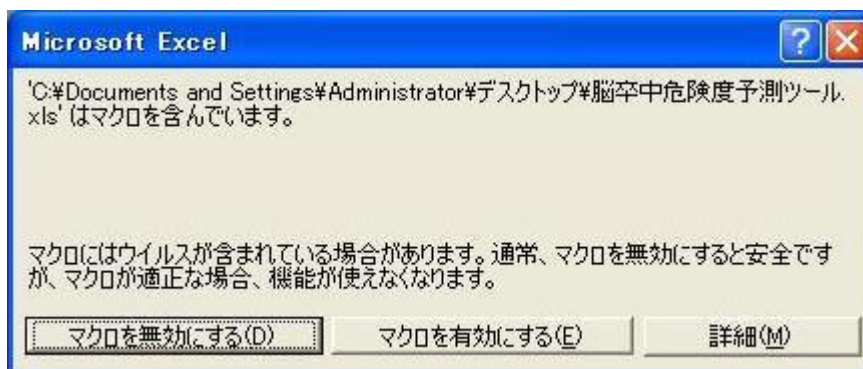 Microsoft Excel
'C:¥Documents and Settings¥Administrator¥デスクトップ¥脳卒中危険度予測ツール.
xls' はマクロを含んでいます。
マクロにはウイルスが含まれている場合があります。通常、マクロを無効にすると安全です
が、マクロが適正な場合、機能が使えなくなります。
マクロを無効にする(D) マクロを有効にする(E) 詳細(M)